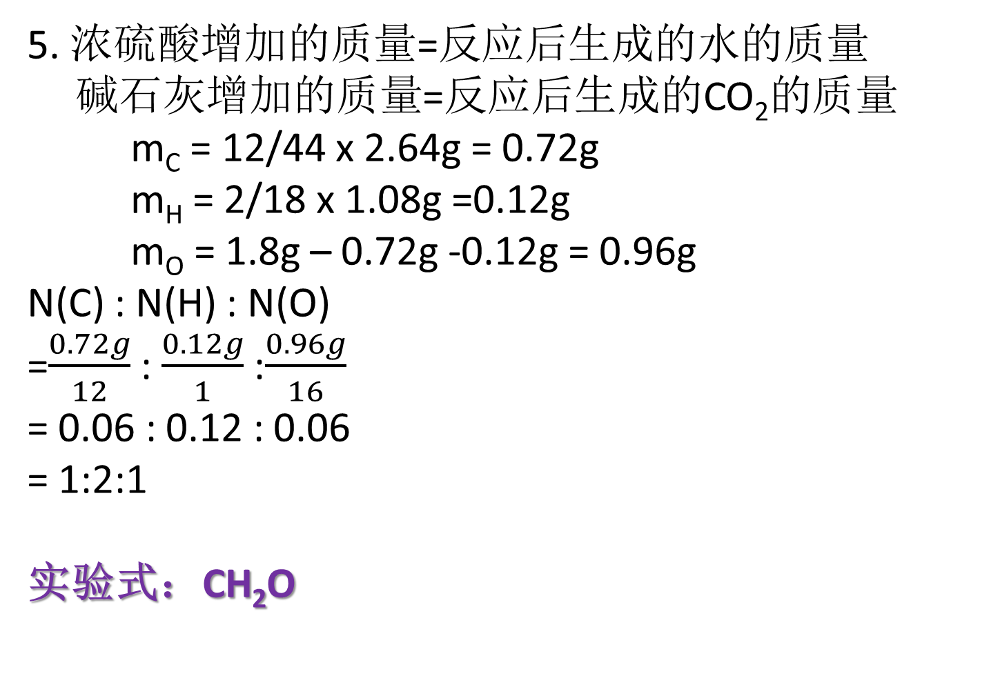 5. 浓硫酸增加的质量=反应后生成的水的质量
碱石灰增加的质量=反应后生成的CO₂的质量
m_C = 12/44 x 2.64g = 0.72g
m_H = 2/18 x 1.08g =0.12g
m_O = 1.8g – 0.72g -0.12g = 0.96g
N(C) : N(H) : N(O)
=0.72g/12 : 0.12g/1 :0.96g/16
= 0.06 : 0.12 : 0.06
= 1:2:1
实验式：CH₂O